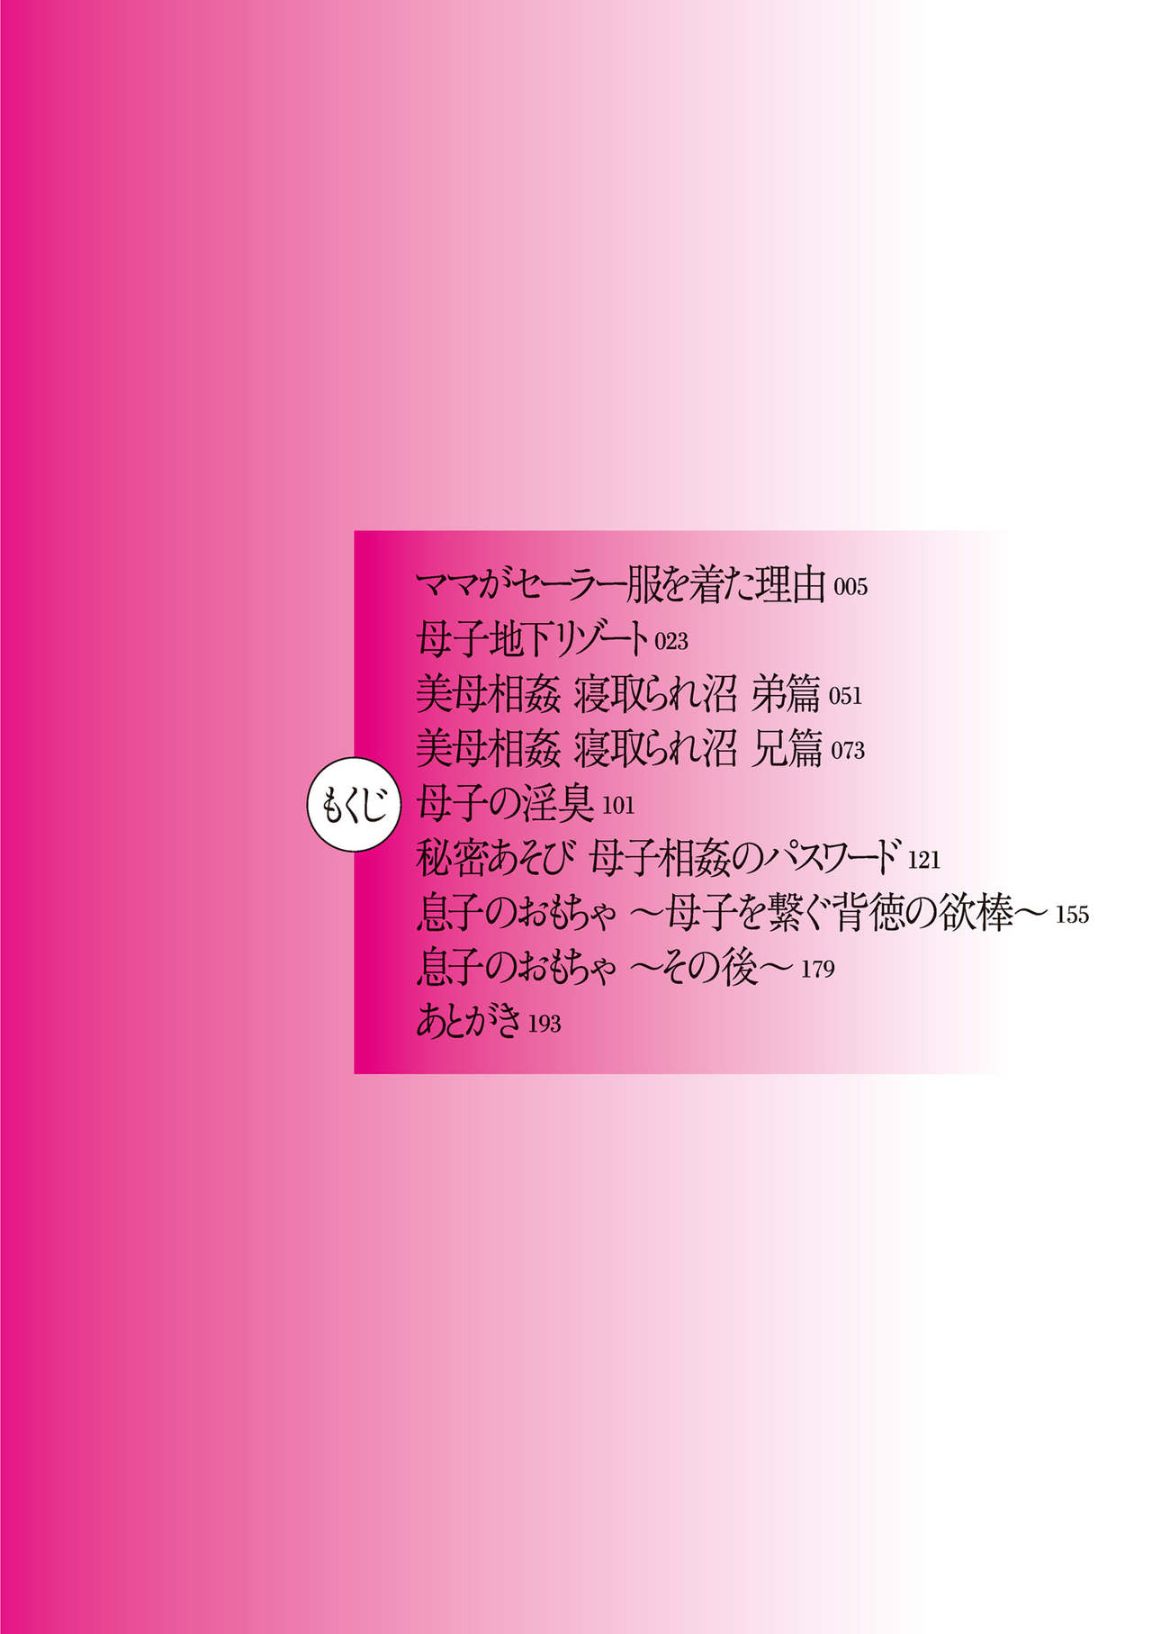 ママがセーラー服を着た理由 005
母子地下リゾート 023
美母相姦 寝取られ沼 弟篇 051
美母相姦 寝取られ沼 兄篇 073
もくじ
母子の淫臭 101
秘密あそび 母子相姦のパスワード 121
息子のおもちゃ ～母子を繋ぐ背徳の欲棒～ 155
息子のおもちゃ ～その後～ 179
あとがき 193